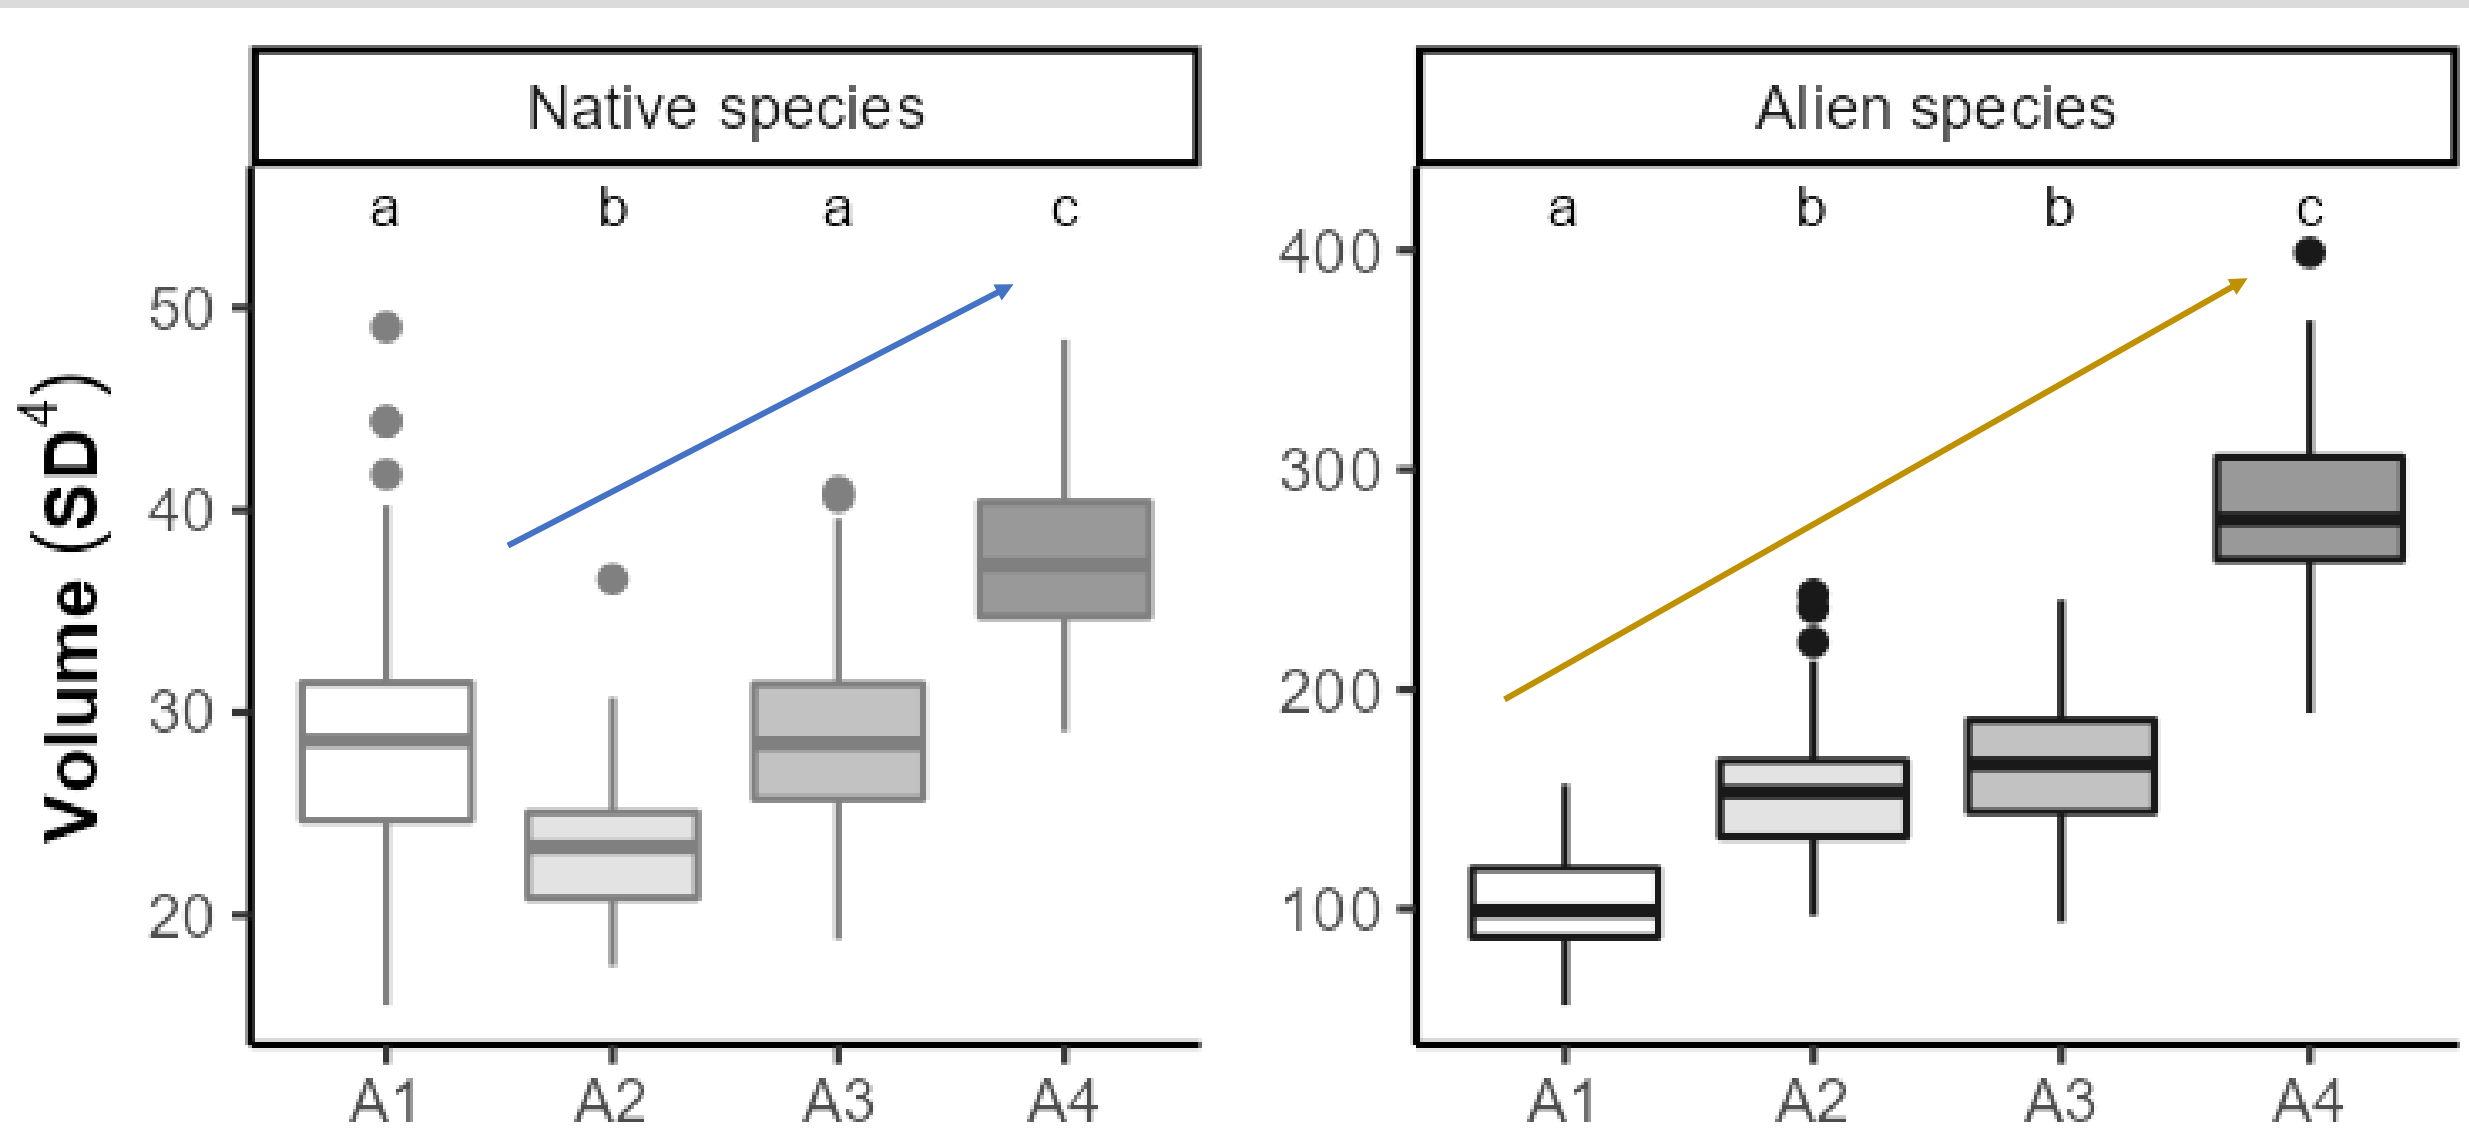 Native species
Alien species
a b a c
a b b c
Volume (SD⁴)
50
40
30
20
400
300
200
100
A1 A2 A3 A4
A1 A2 A3 A4